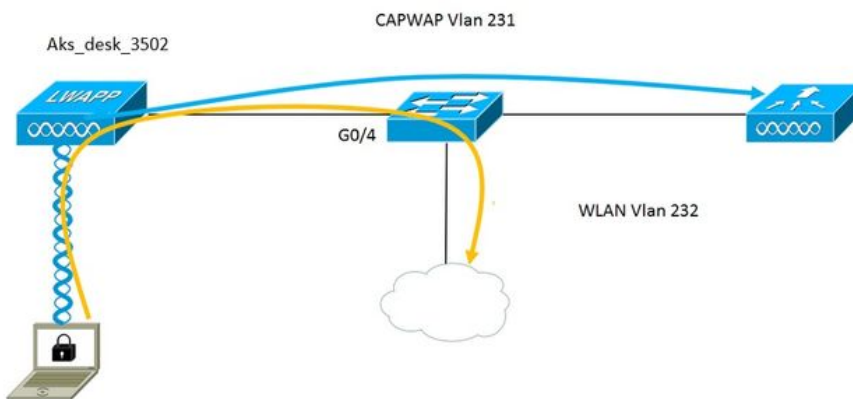 CAPWAP Vlan 231
Aks_desk_3502
LWAPP
G0/4
WLAN Vlan 232